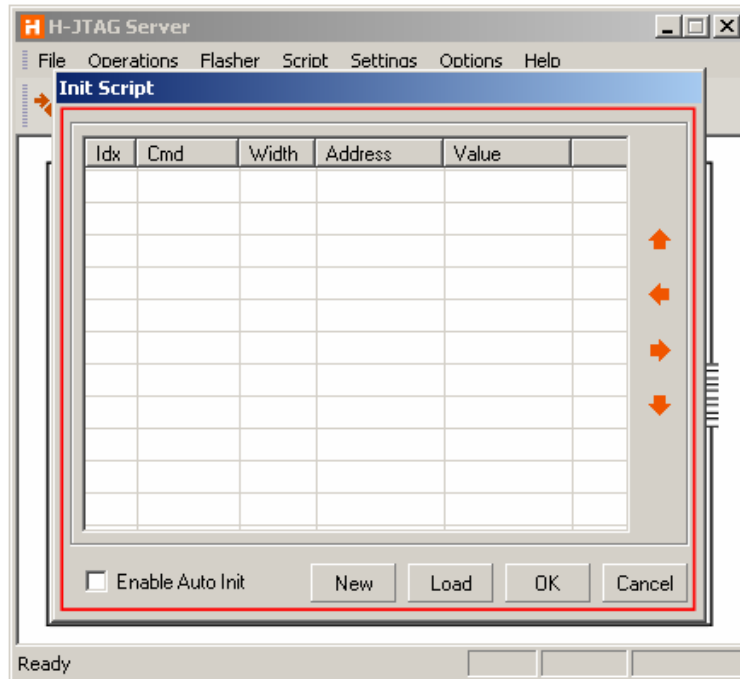 H H-JTAG Server
File Operations Flasher Script Settings Options Help
Init Script
Idx Cmd Width Address Value
Enable Auto Init New Load OK Cancel
Ready